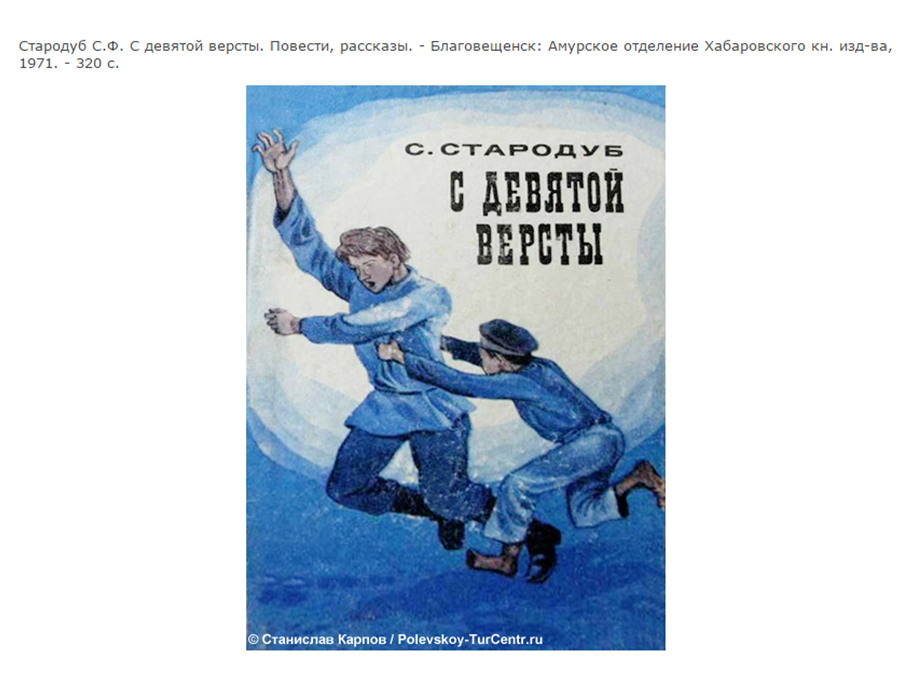 Стародуб С.Ф. С девятой версты. Повести, рассказы. - Благовещенск: Амурское отделение Хабаровского кн. изд-ва,
1971. - 320 с.
С. СТАРОДУБ
С ДЕВЯТОЙ
ВЕРСТЫ
© Станислав Карпов / Polevskoy-TurCentr.ru